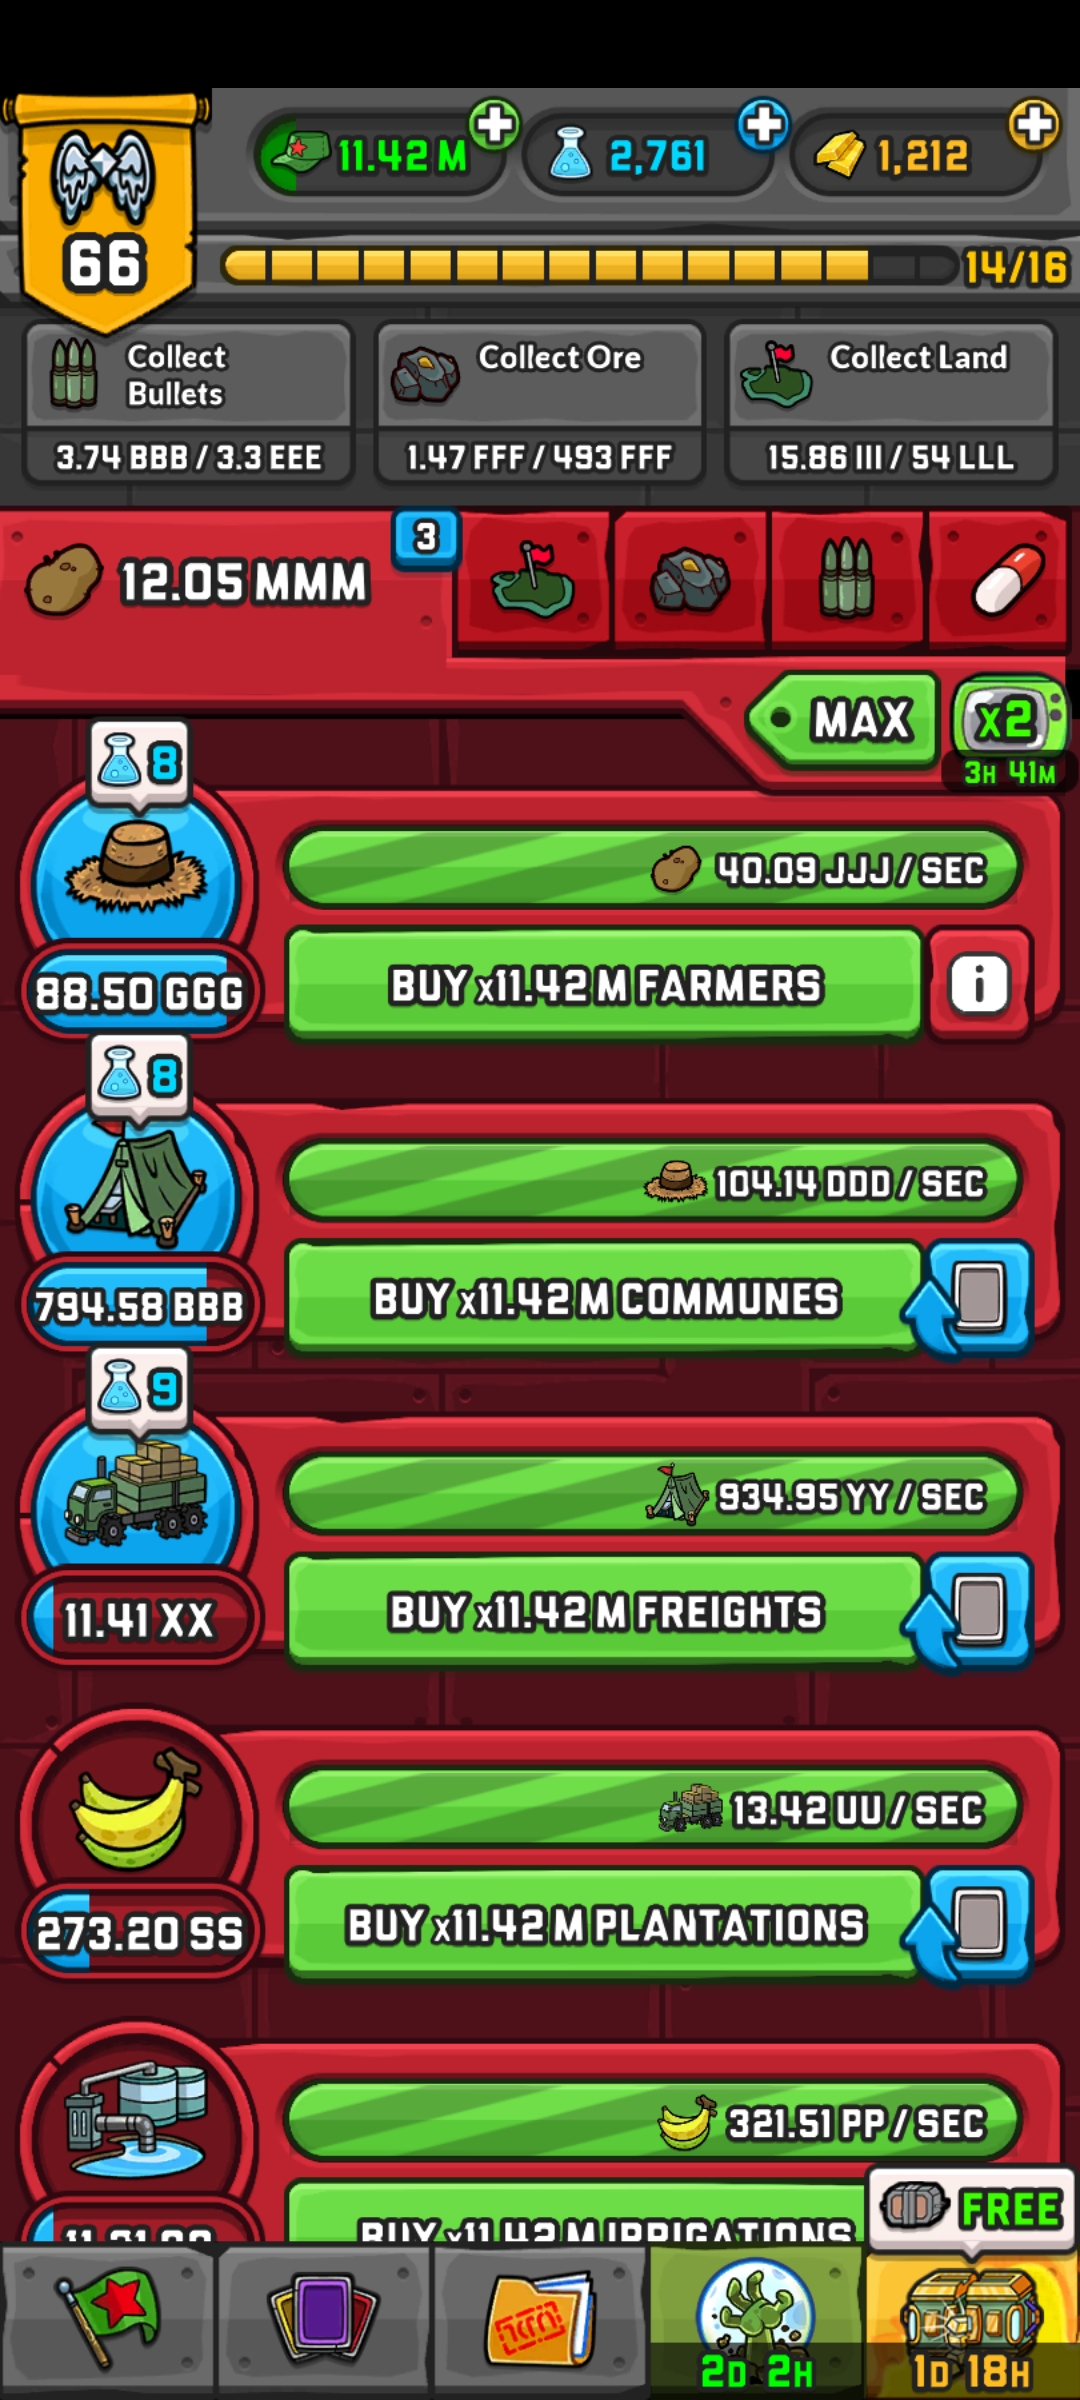 11.42 M
2,761
1,212
66
14/16
Collect
Bullets
3.74 BBB / 3.3 EEE
Collect Ore
1.47 FFF / 493 FFF
Collect Land
15.86 III / 54 LLL
12.05 MMM
3
MAX
x2
3H 41M
8
40.09 JJJ / SEC
88.50 GGG
BUY x11.42 M FARMERS
i
8
104.14 DDD / SEC
794.58 BBB
BUY x11.42 M COMMUNES
9
934.95 YY / SEC
11.41 XX
BUY x11.42 M FREIGHTS
13.42 UU / SEC
273.20 SS
BUY x11.42 M PLANTATIONS
321.51 PP / SEC
BUY x11.42 M IRRIGATIONS
FREE
2D 2H
1D 18H